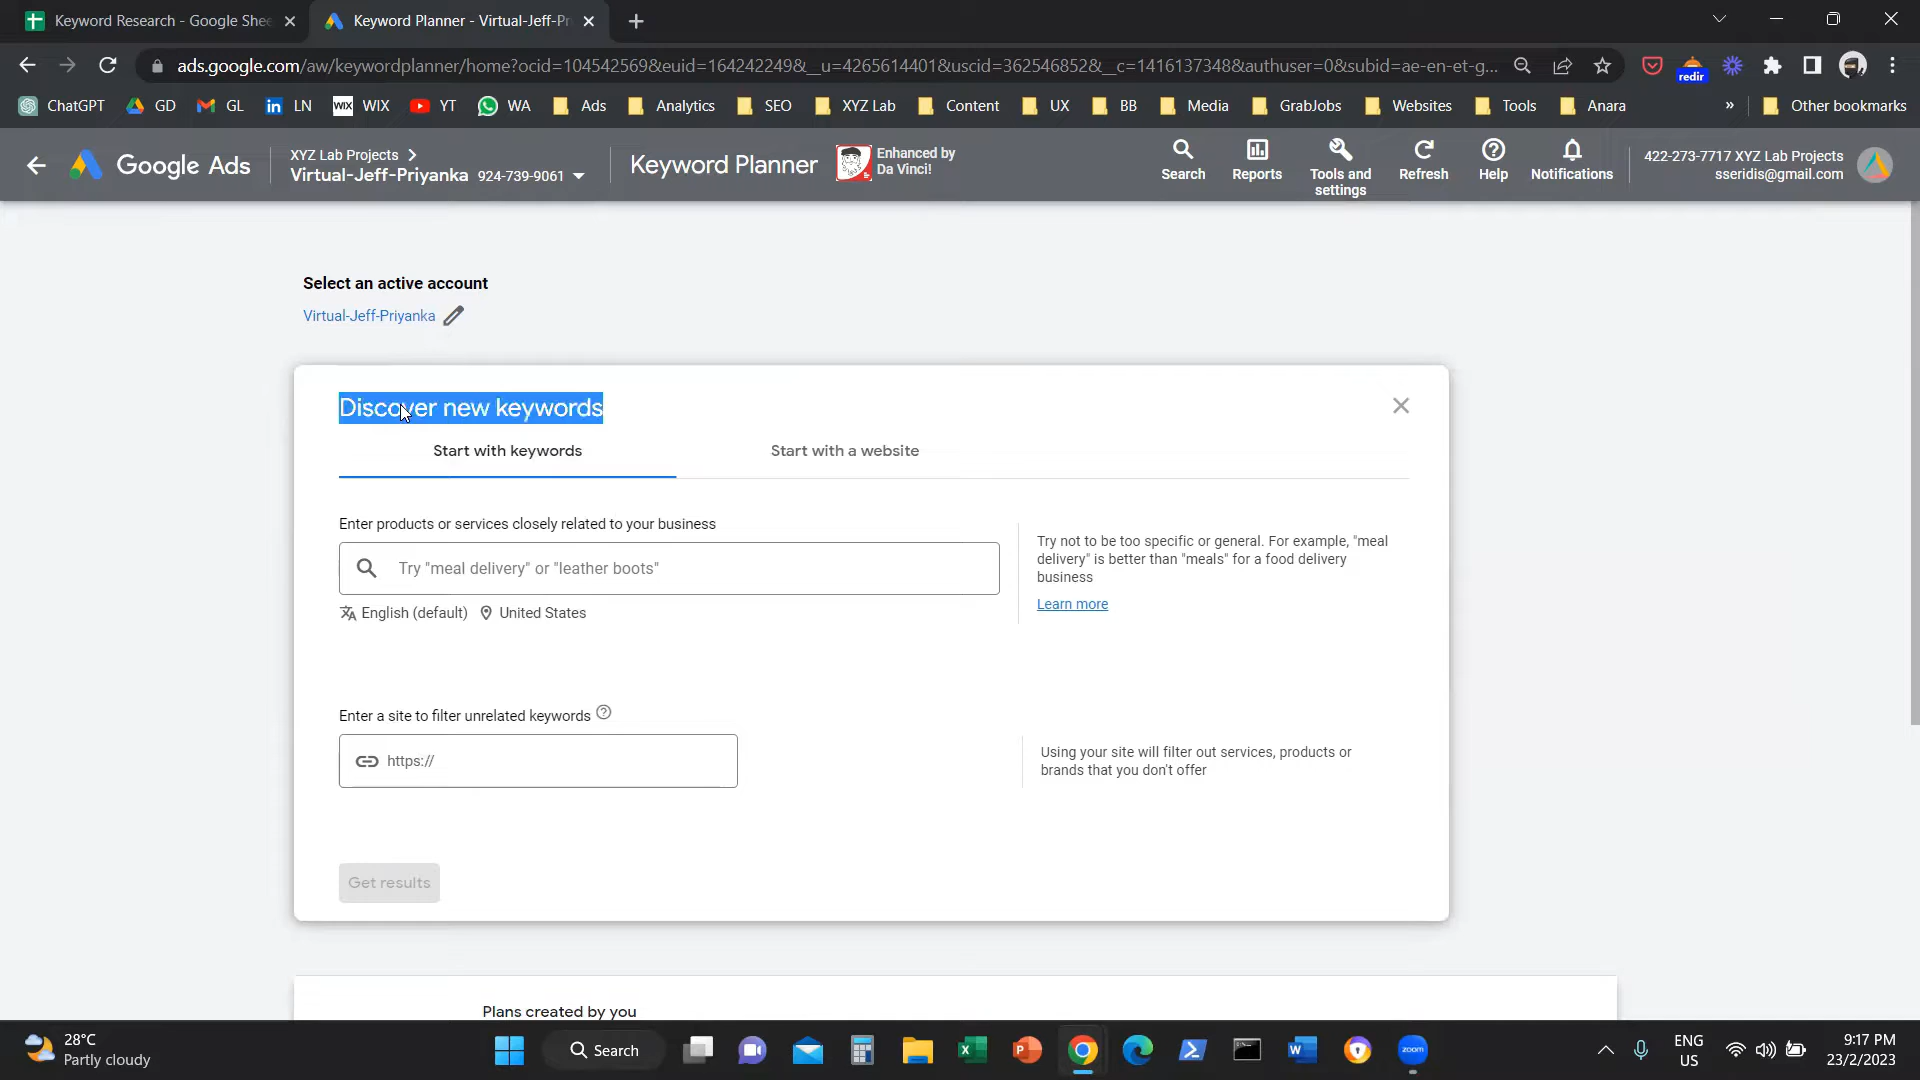 Keyword Research - Google Shee
Keyword Planner - Virtual-Jeff-Pr
ads.google.com/aw/keywordplanner/home?ocid=104542569&euid=164242249&__u=4265614401&uscid=362546852&__c=1416137348&authuser=0&subid=ae-en-et-g...
redir
ChatGPT GD GL LN WIX WIX YT WA Ads Analytics SEO XYZ Lab Content UX BB Media GrabJobs Websites Tools Anara » Other bookmarks
Google Ads
XYZ Lab Projects
Virtual-Jeff-Priyanka 924-739-9061
Keyword Planner
Enhanced by
Da Vinci!
Search
Reports
Tools and
settings
Refresh
Help
Notifications
422-273-7717 XYZ Lab Projects
sseridis@gmail.com
Select an active account
Virtual-Jeff-Priyanka
Discover new keywords
Start with keywords
Start with a website
Enter products or services closely related to your business
Try "meal delivery" or "leather boots"
English (default) United States
Try not to be too specific or general. For example, "meal
delivery" is better than "meals" for a food delivery
business
Learn more
Enter a site to filter unrelated keywords
https://
Using your site will filter out services, products or
brands that you don't offer
Get results
Plans created by you
28°C
Partly cloudy
Search
zoom
ENG
US
9:17 PM
23/2/2023